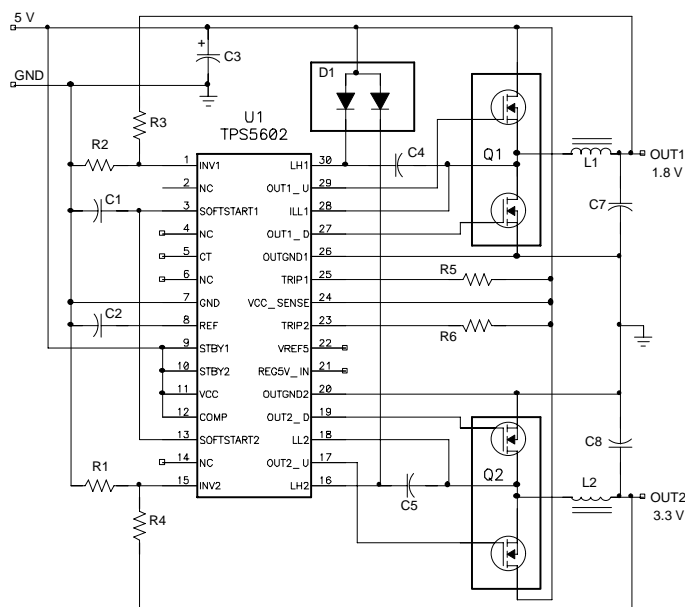 5 V
GND
C3
D1
U1
TPS5602
R3
R2
C4
Q1
L1
OUT1
1.8 V
C7
C1
1 INV1 LH1 30
2 NC OUT1_U 29
3 SOFTSTART1 ILL1 28
4 NC OUT1_D 27
5 CT OUTGND1 26
6 NC TRIP1 25
7 GND VCC_SENSE 24
8 REF TRIP2 23
9 STBY1 VREF5 22
10 STBY2 REG5V_IN 21
11 VCC OUTGND2 20
12 COMP OUT2_D 19
13 SOFTSTART2 LL2 18
14 NC OUT2_U 17
15 INV2 LH2 16
R5
R6
C2
R1
R4
C5
Q2
C8
L2
OUT2
3.3 V